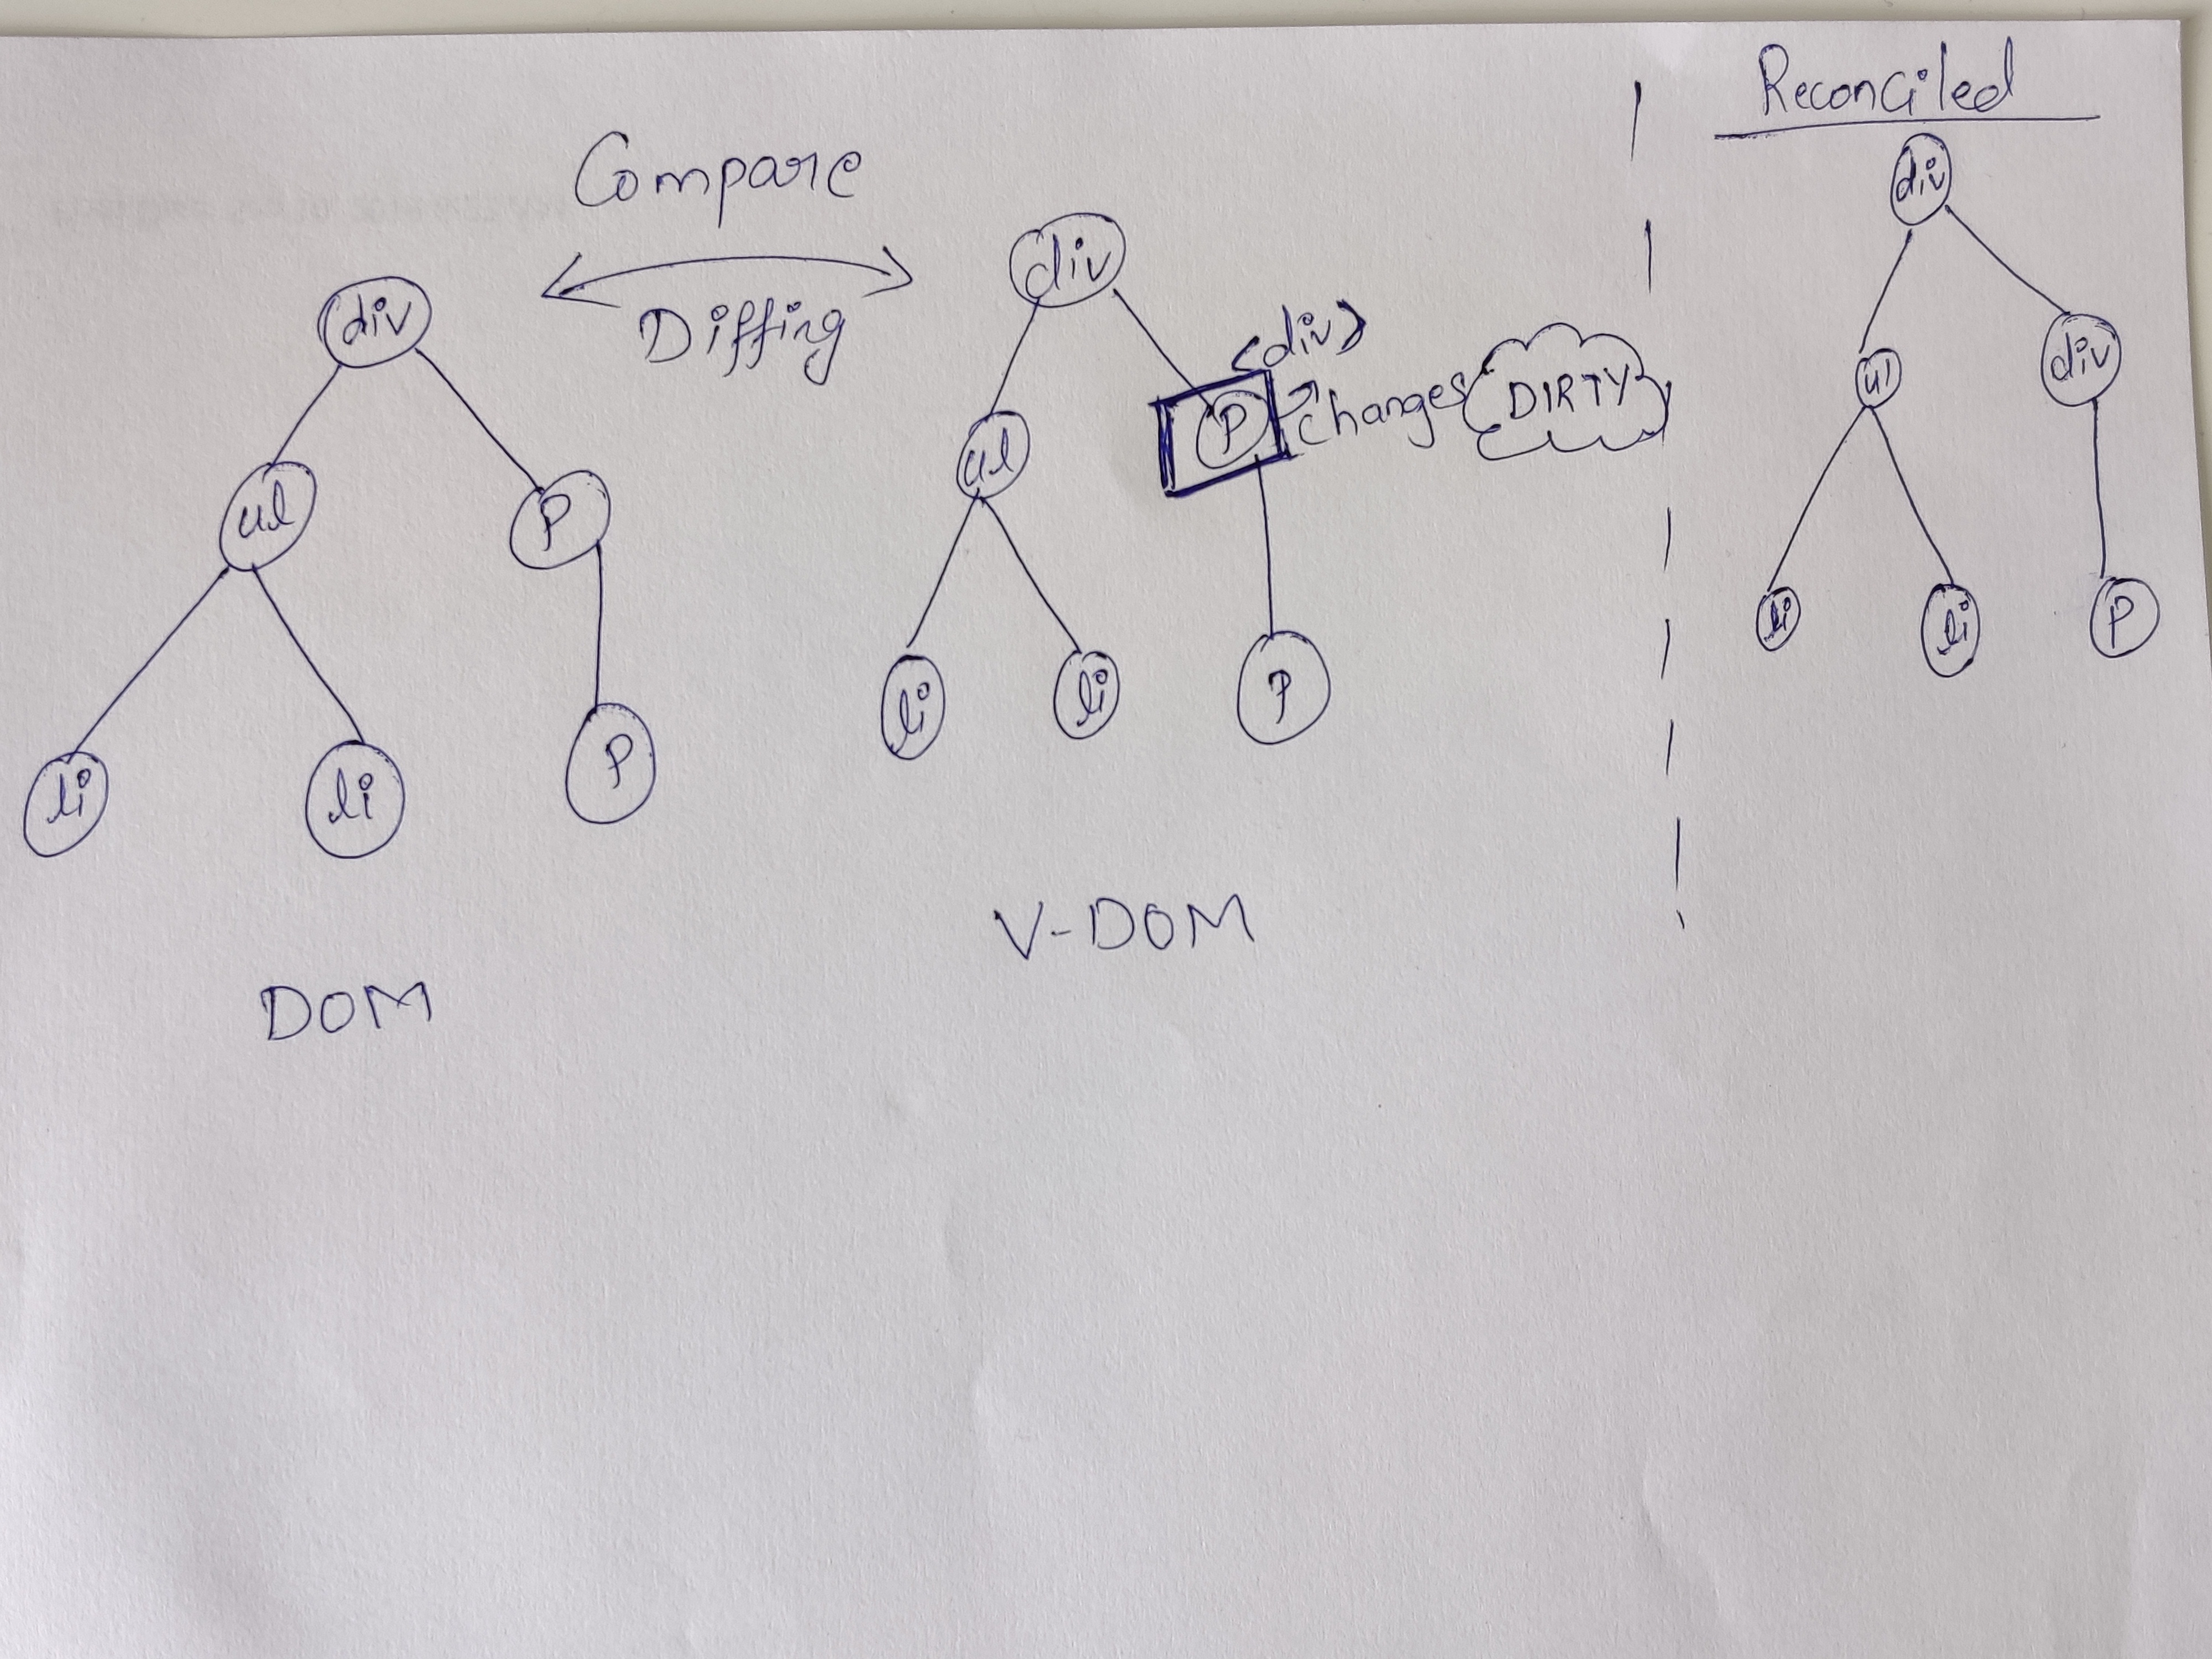 Reconciled
Compare
Diffing
div
ul
P
li
li
P
DOM
div
<div>
ul
P
changes
DIRTY
li
li
P
V-DOM
div
ul
div
li
li
P